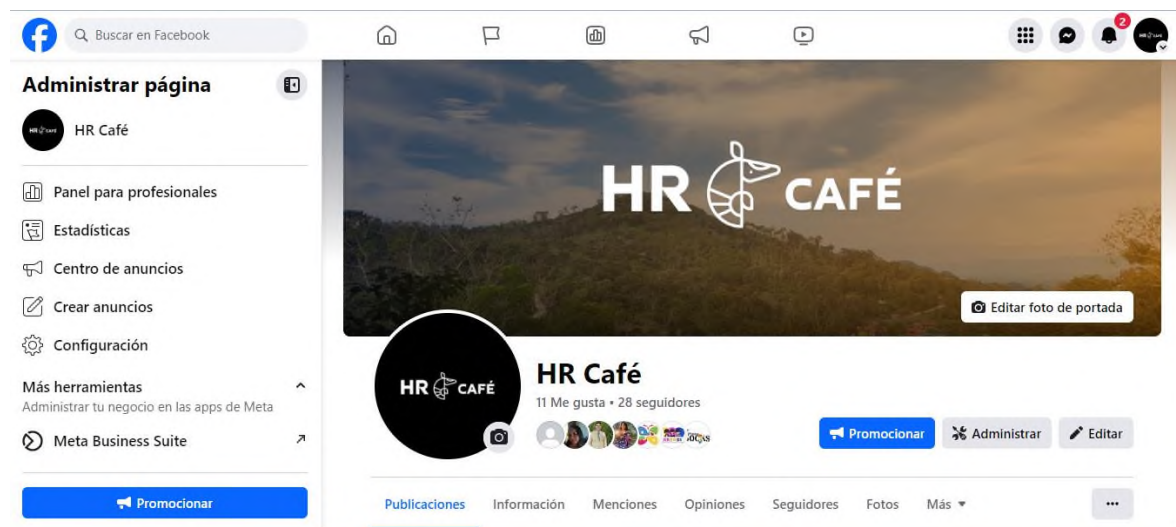 Buscar en Facebook
2
Administrar página
HR Café
Panel para profesionales
Estadísticas
Centro de anuncios
Crear anuncios
Configuración
Más herramientas
Administrar tu negocio en las apps de Meta
Meta Business Suite
Promocionar
HR CAFÉ
Editar foto de portada
HR CAFÉ
HR Café
11 Me gusta • 28 seguidores
Promocionar
Administrar
Editar
Publicaciones Información Menciones Opiniones Seguidores Fotos Más